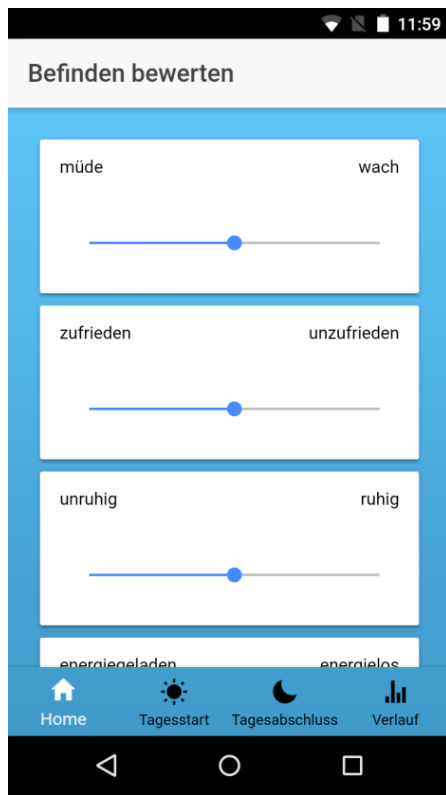 11:59
Befinden bewerten
müde wach
zufrieden unzufrieden
unruhig ruhig
energiegeladen energielos
Home Tagesstart Tagesabschluss Verlauf